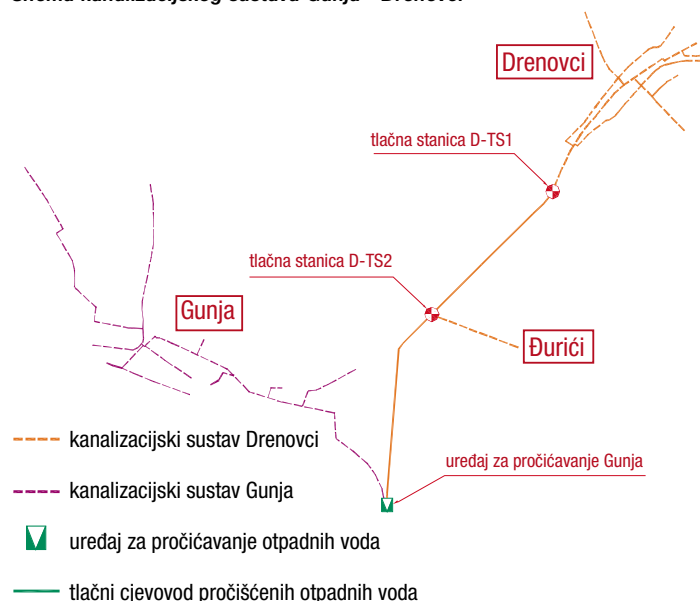 Drenovci
tlačna stanica D-TS1
tlačna stanica D-TS2
Gunja
Đurići
kanalizacijski sustav Drenovci
uređaj za pročićavanje Gunja
kanalizacijski sustav Gunja
uređaj za pročićavanje otpadnih voda
tlačni cjevovod pročišćenih otpadnih voda